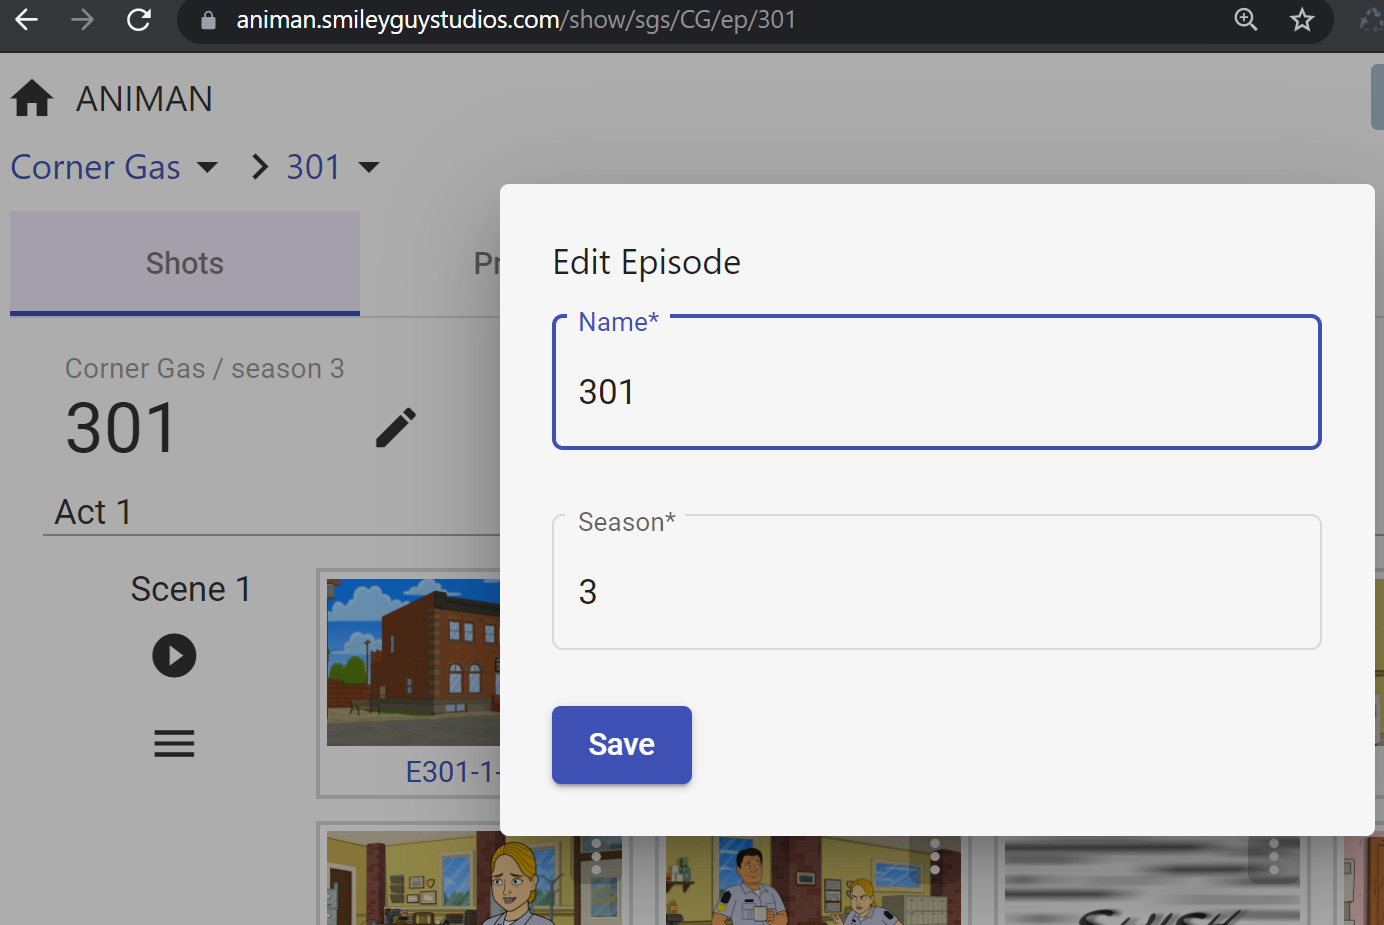 animan.smileyguystudios.com/show/sgs/CG/ep/301
ANIMAN
Corner Gas > 301
Shots
Pr
Corner Gas / season 3
301
Act 1
Scene 1
E301-1-
Edit Episode
Name*
301
Season*
3
Save